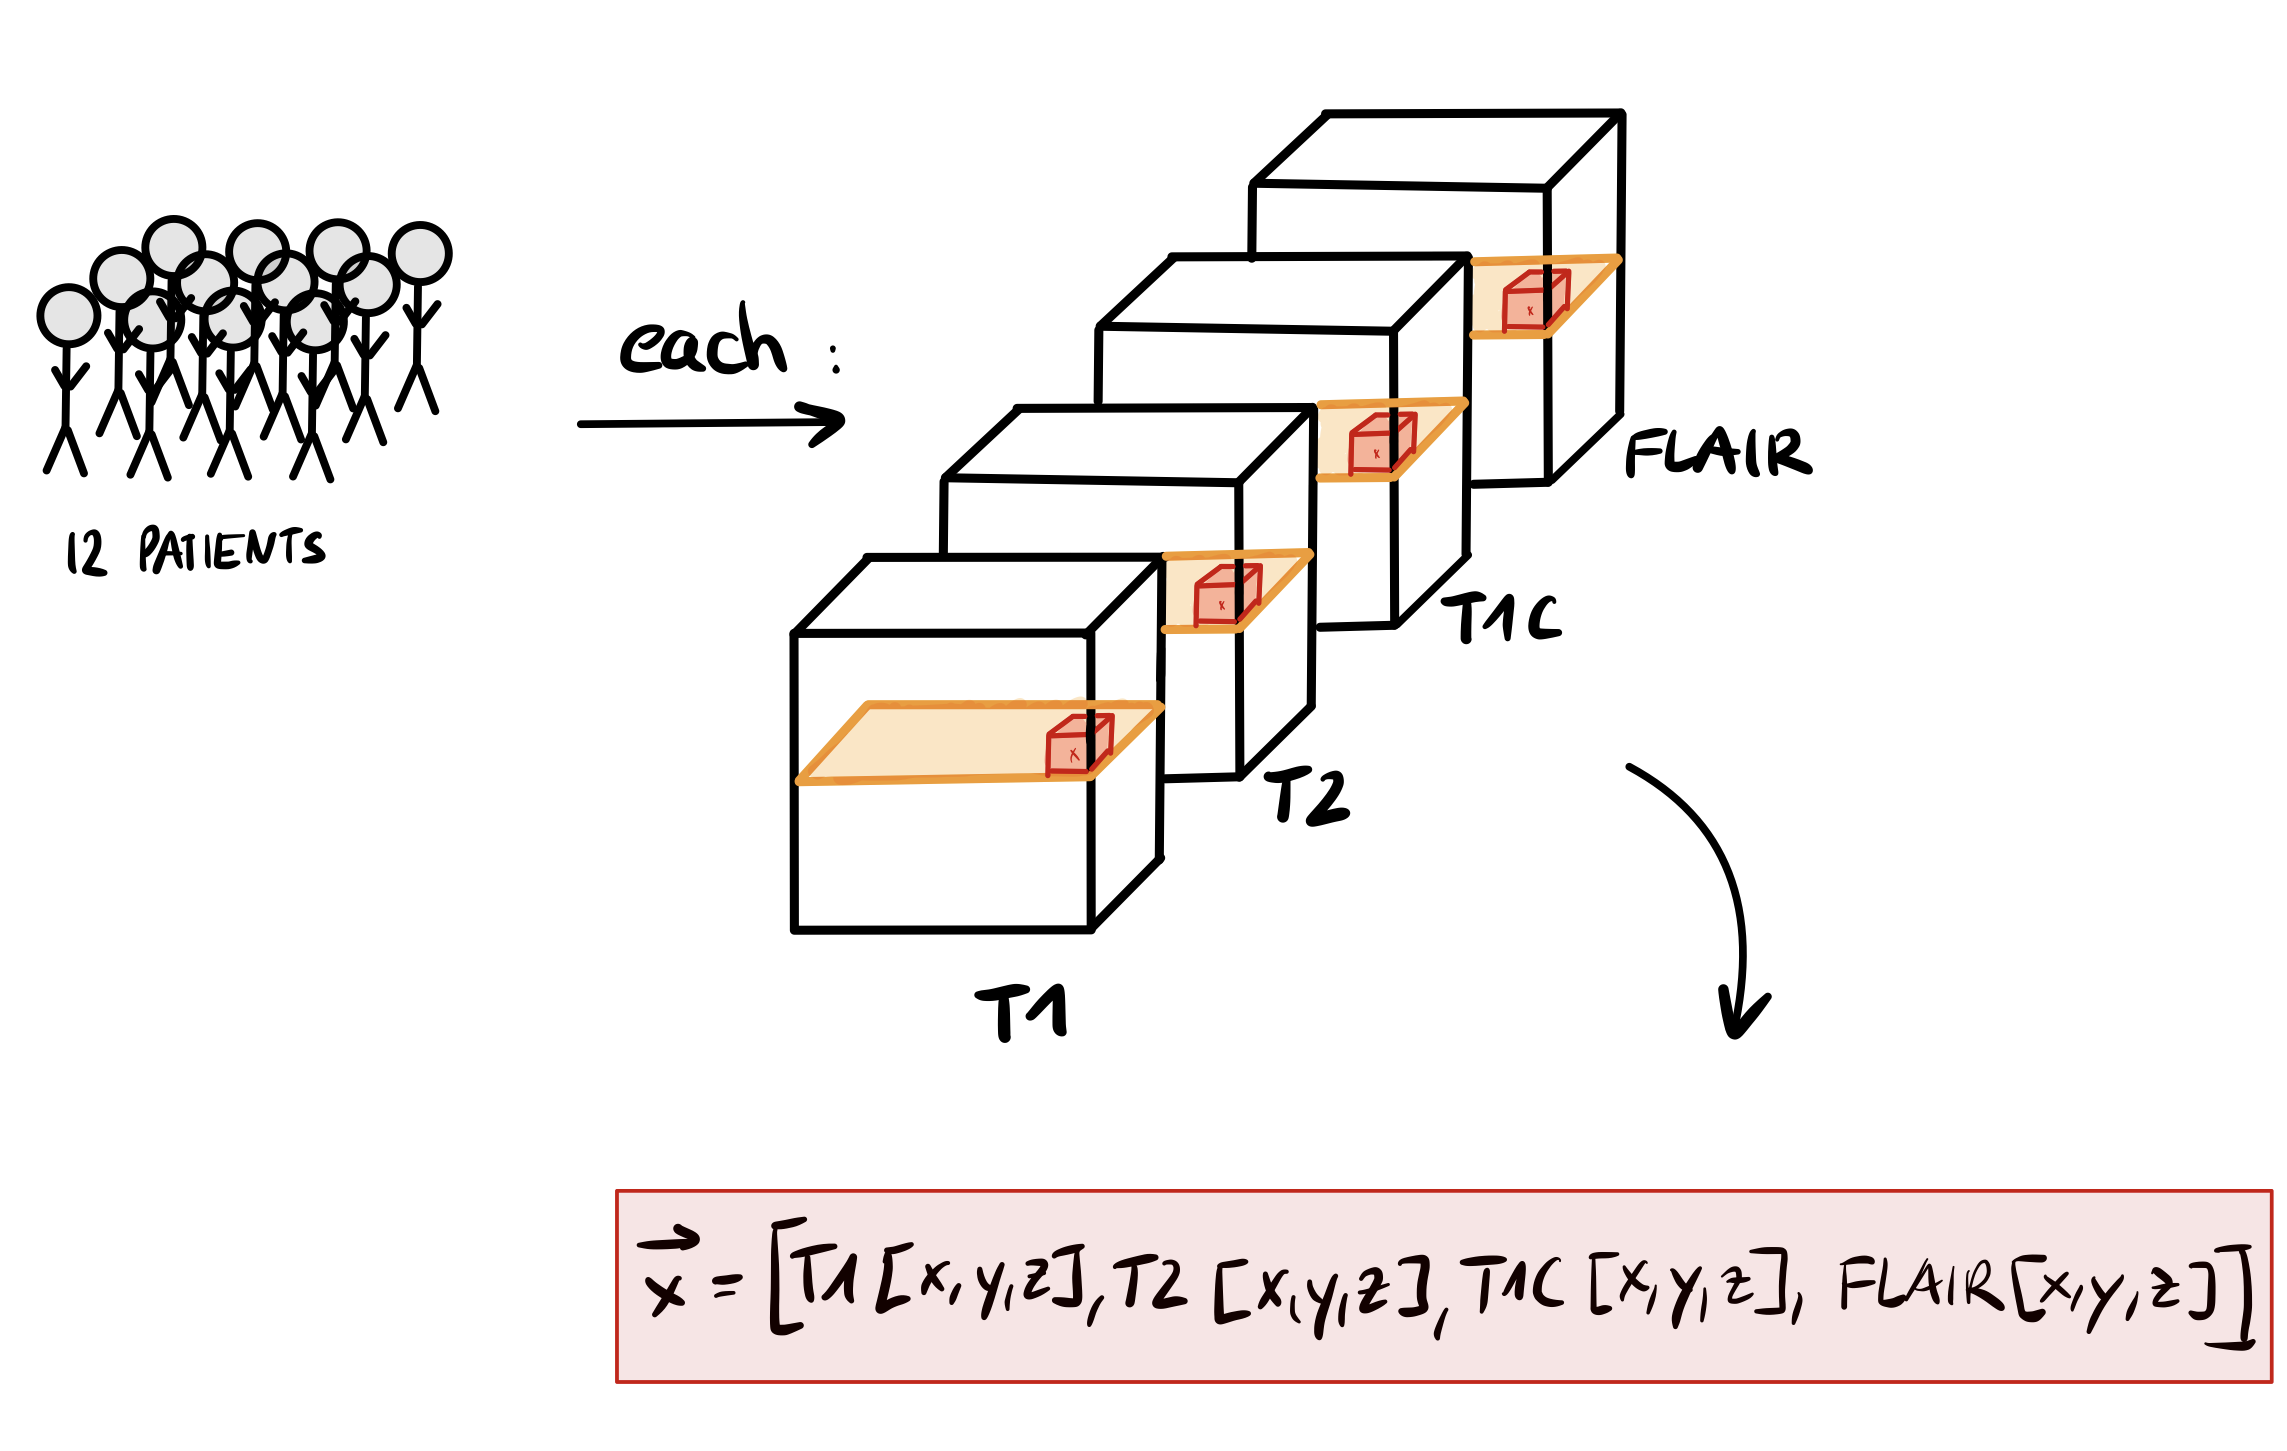 12 PATIENTS
each :
FLAIR
T1C
T2
T1
x x x x
x⃗ = [T1[x,y,z], T2[x,y,z], T1C[x,y,z], FLAIR[x,y,z]]